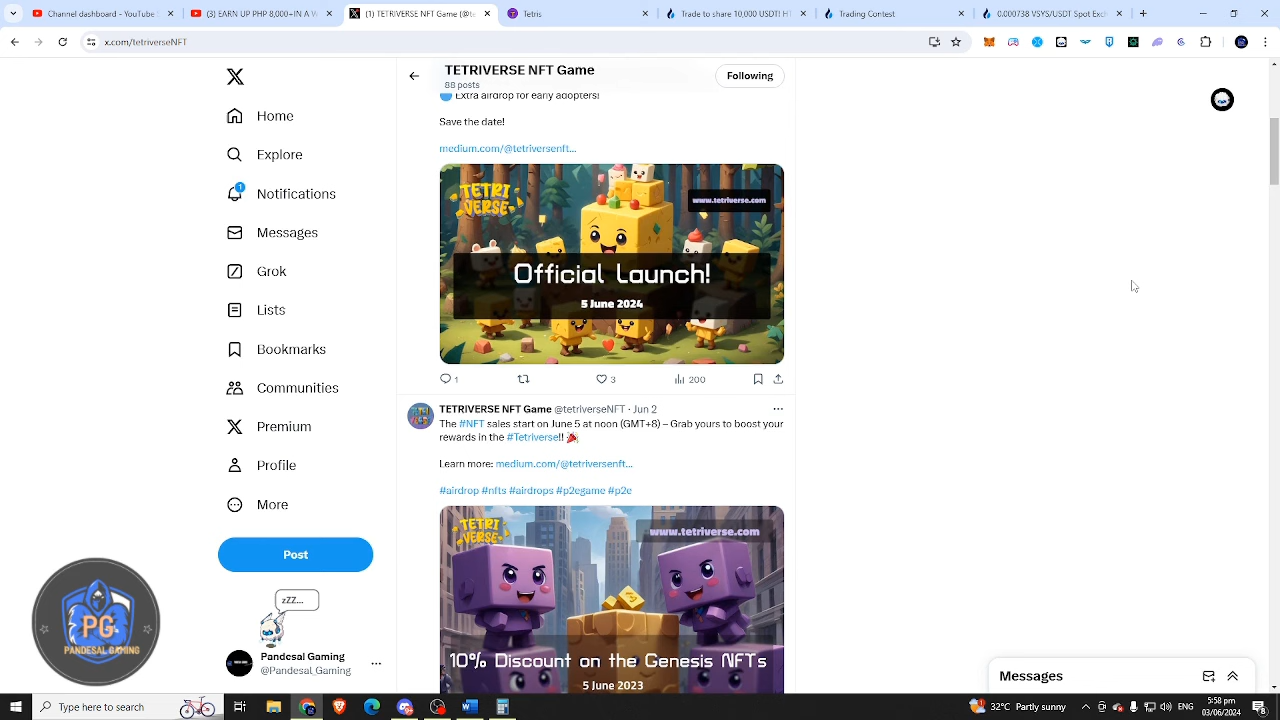 (2) Channel dashboard - YouTube
(3) EARN UP PHP 8,000=A V
(1) TETRIVERSE NFT Game (@te
Tetris
Trade to share 10,000 USDT! HT
Trading Contest
0.000738 VSYS/USDT Spot Exch
x.com/tetriverseNFT
TETRIVERSE NFT Game
88 posts
Following
Home
Explore
1
Notifications
Messages
Grok
Lists
Bookmarks
Communities
Premium
Profile
More
Post
zZZ...
Pandesal Gaming
@Pandesal Gaming
PG
PANDESAL GAMING
Extra airdrop for early adopters!
Save the date!
medium.com/@tetriversenft...
TETRI
VERSE
www.tetriverse.com
Official Launch!
5 June 2024
1
3
200
TETRIVERSE NFT Game @tetriverseNFT · Jun 2
The #NFT sales start on June 5 at noon (GMT+8) – Grab yours to boost your
rewards in the #Tetriverse!!
Learn more: medium.com/@tetriversenft...
#airdrop #nfts #airdrops #p2egame #p2e
TETRI
VERSE
www.tetriverse.com
10% Discount on the Genesis NFTs
5 June 2023
Messages
Type here to search
32°C Partly sunny
ENG
5:58 pm
03/06/2024